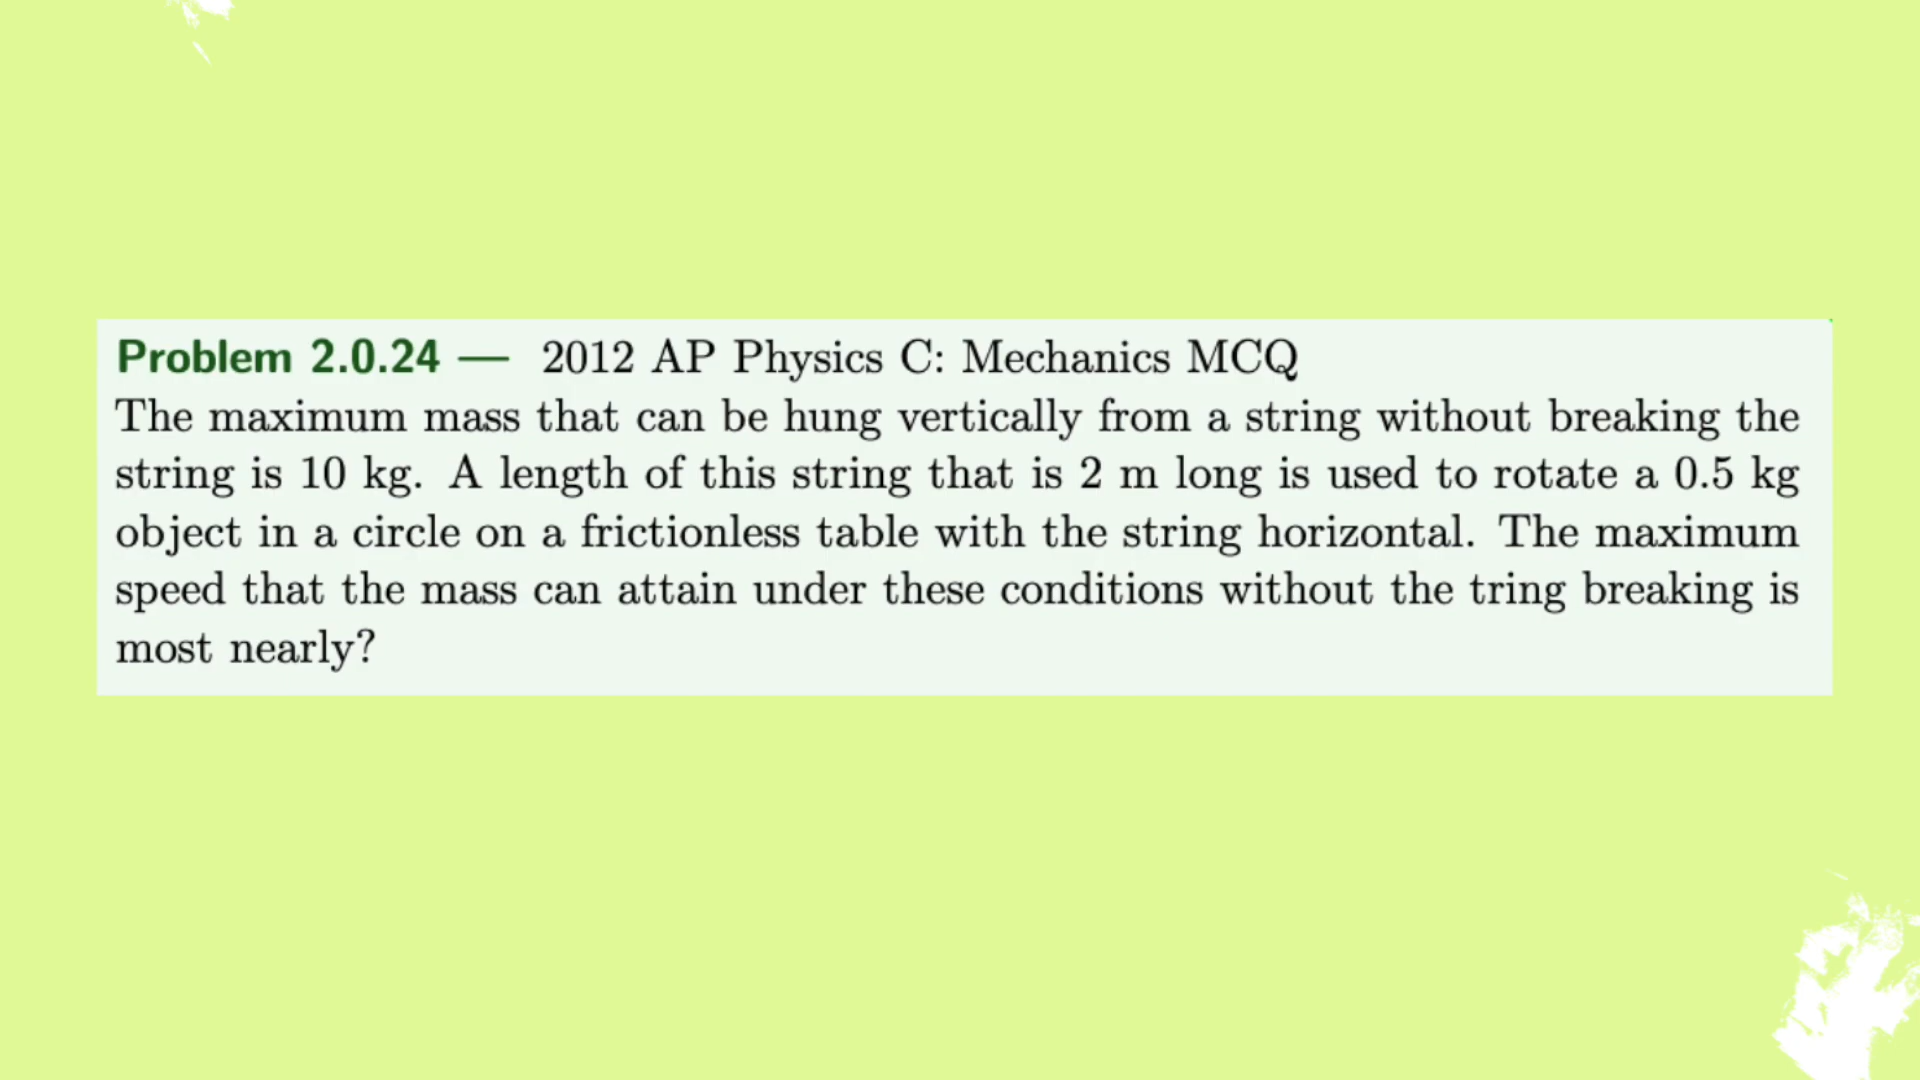 Problem 2.0.24 — 2012 AP Physics C: Mechanics MCQ
The maximum mass that can be hung vertically from a string without breaking the
string is 10 kg. A length of this string that is 2 m long is used to rotate a 0.5 kg
object in a circle on a frictionless table with the string horizontal. The maximum
speed that the mass can attain under these conditions without the tring breaking is
most nearly?